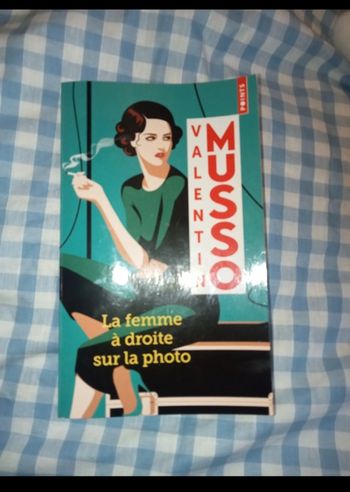 POINTS
VALENTIN
MUSSO
La femme
à droite
sur la photo